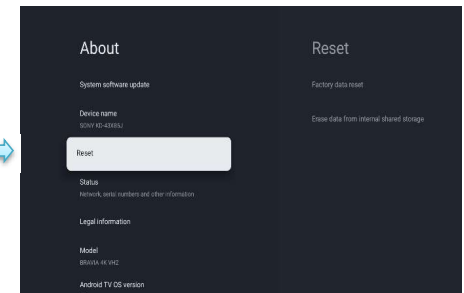 About
System software update
Device name
SONY KD-43X85J
Reset
Status
Network, serial numbers and other information
Legal information
Model
BRAVIA 4K VH2
Android TV OS version
Reset
Factory data reset
Erase data from internal shared storage